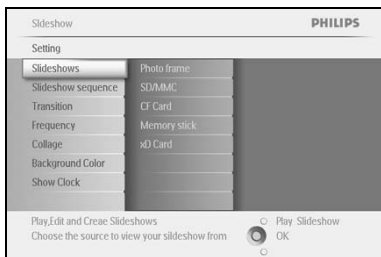 Slideshow PHILIPS
Setting
Slideshows Photo frame
Slideshow sequence SD/MMC
Transition CF Card
Frequency Memory stick
Collage xD Card
Background Color
Show Clock
Play,Edit and Creae Slideshows Play Slideshow
Choose the source to view your sildeshow from OK